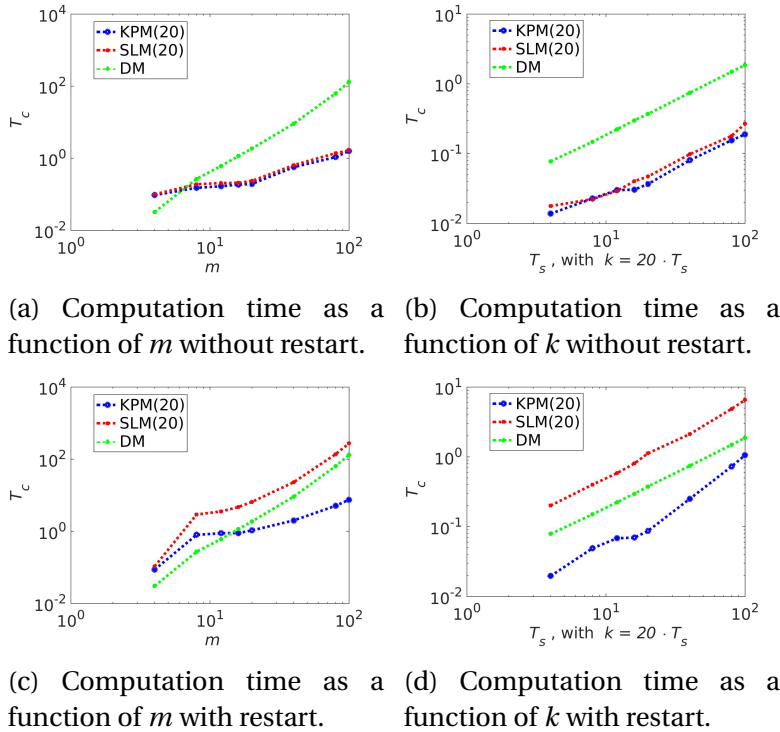 10^4
10^2
10^0
10^-2
T_c
KPM(20)
SLM(20)
DM
10^0
10^1
10^2
m
10^1
10^0
10^-1
10^-2
T_c
KPM(20)
SLM(20)
DM
10^0
10^1
10^2
T_s , with k = 20 · T_s
(a) Computation time as a
function of m without restart.
(b) Computation time as a
function of k without restart.
10^4
10^2
10^0
10^-2
T_c
KPM(20)
SLM(20)
DM
10^0
10^1
10^2
m
10^1
10^0
10^-1
10^-2
T_c
KPM(20)
SLM(20)
DM
10^0
10^1
10^2
T_s , with k = 20 · T_s
(c) Computation time as a
function of m with restart.
(d) Computation time as a
function of k with restart.